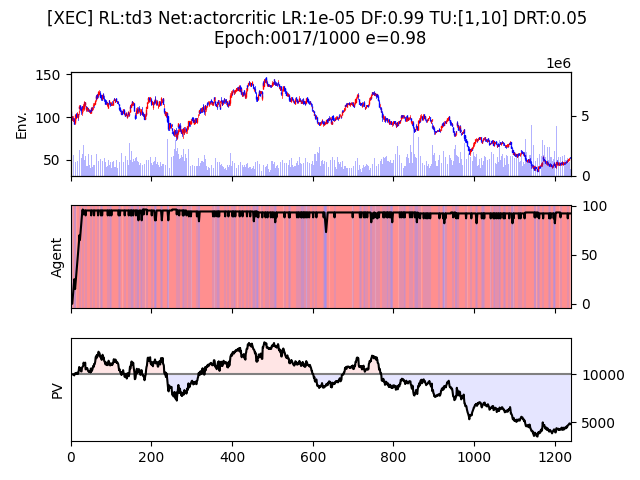 [XEC] RL:td3 Net:actorcritic LR:1e-05 DF:0.99 TU:[1,10] DRT:0.05
Epoch:0017/1000 e=0.98
1e6
150
100
50
Env.
5
0
Agent
100
50
0
PV
10000
5000
0 200 400 600 800 1000 1200